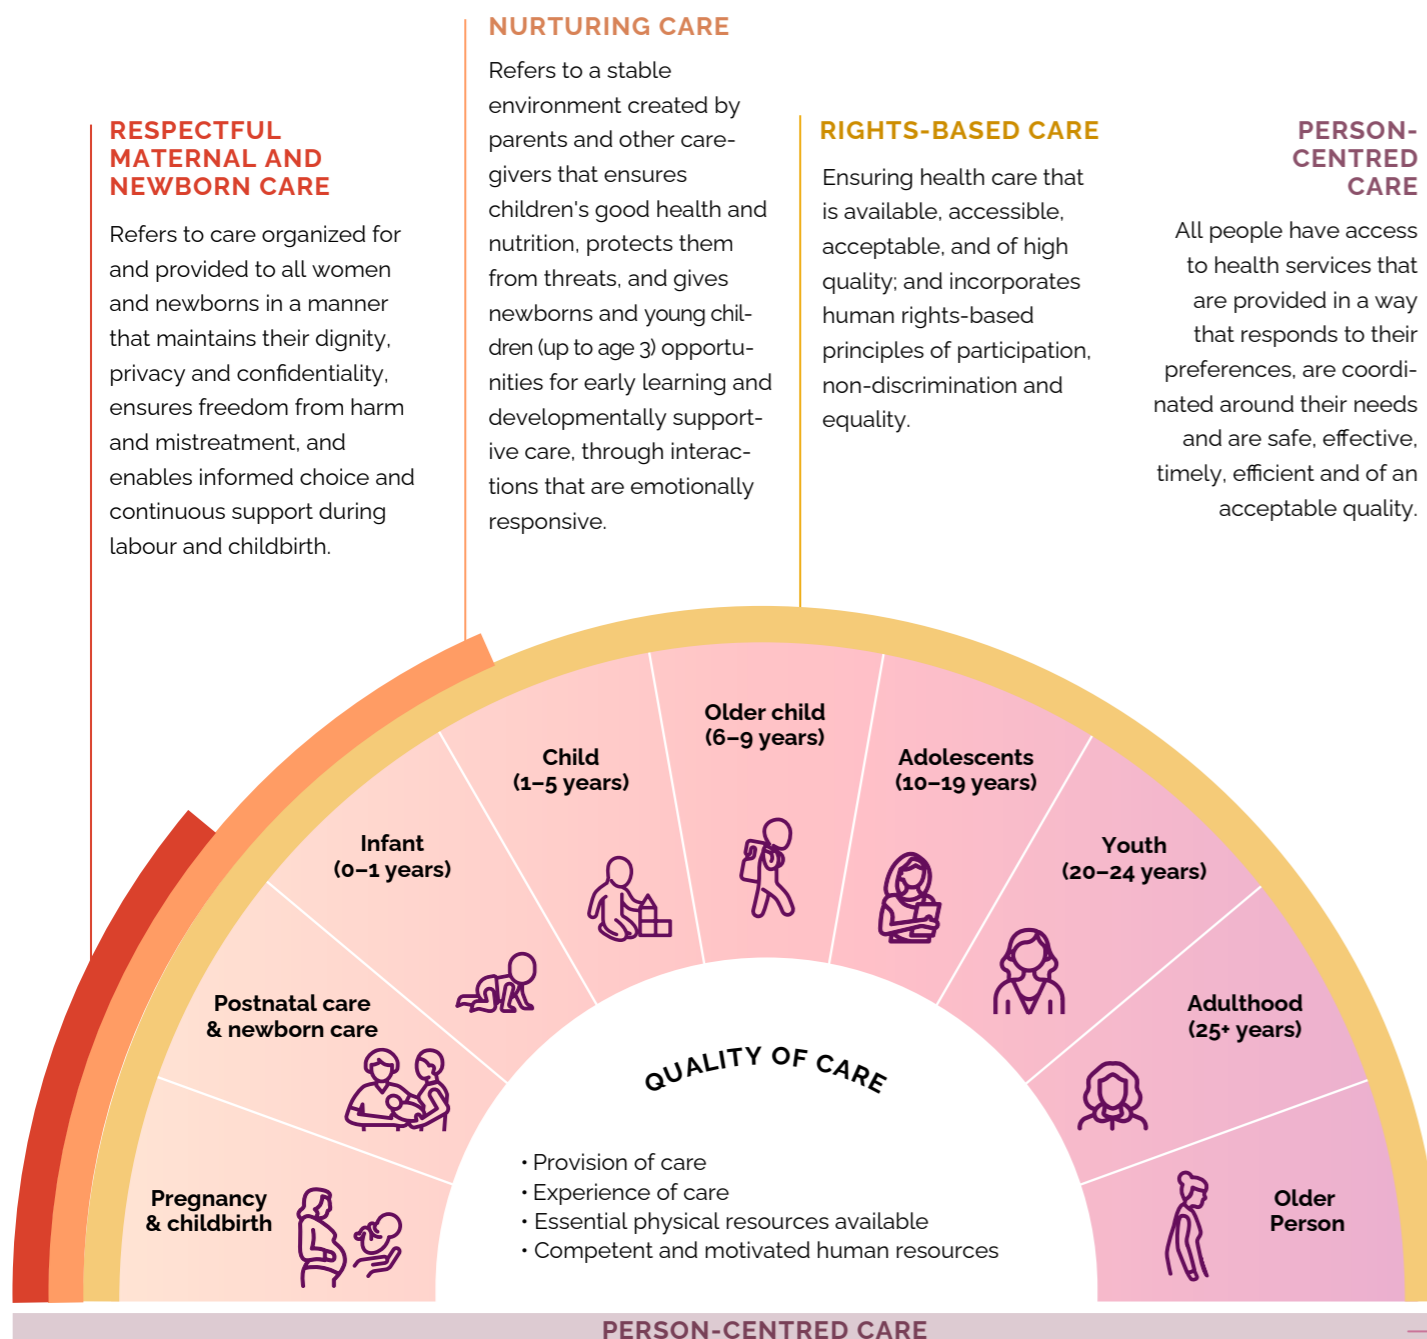 NURTURING CARE
Refers to a stable
environment created by
parents and other care-
givers that ensures
children's good health and
nutrition, protects them
from threats, and gives
newborns and young chil-
dren (up to age 3) opportu-
nities for early learning and
developmentally support-
ive care, through interac-
tions that are emotionally
responsive.
RESPECTFUL
MATERNAL AND
NEWBORN CARE
Refers to care organized for
and provided to all women
and newborns in a manner
that maintains their dignity,
privacy and confidentiality,
ensures freedom from harm
and mistreatment, and
enables informed choice and
continuous support during
labour and childbirth.
RIGHTS-BASED CARE
Ensuring health care that
is available, accessible,
acceptable, and of high
quality; and incorporates
human rights-based
principles of participation,
non-discrimination and
equality.
PERSON-
CENTRED
CARE
All people have access
to health services that
are provided in a way
that responds to their
preferences, are coordi-
nated around their needs
and are safe, effective,
timely, efficient and of an
acceptable quality.
Pregnancy
& childbirth
Postnatal care
& newborn care
Infant
(0–1 years)
Child
(1–5 years)
Older child
(6–9 years)
Adolescents
(10–19 years)
Youth
(20–24 years)
Adulthood
(25+ years)
Older
Person
QUALITY OF CARE
• Provision of care
• Experience of care
• Essential physical resources available
• Competent and motivated human resources
PERSON-CENTRED CARE